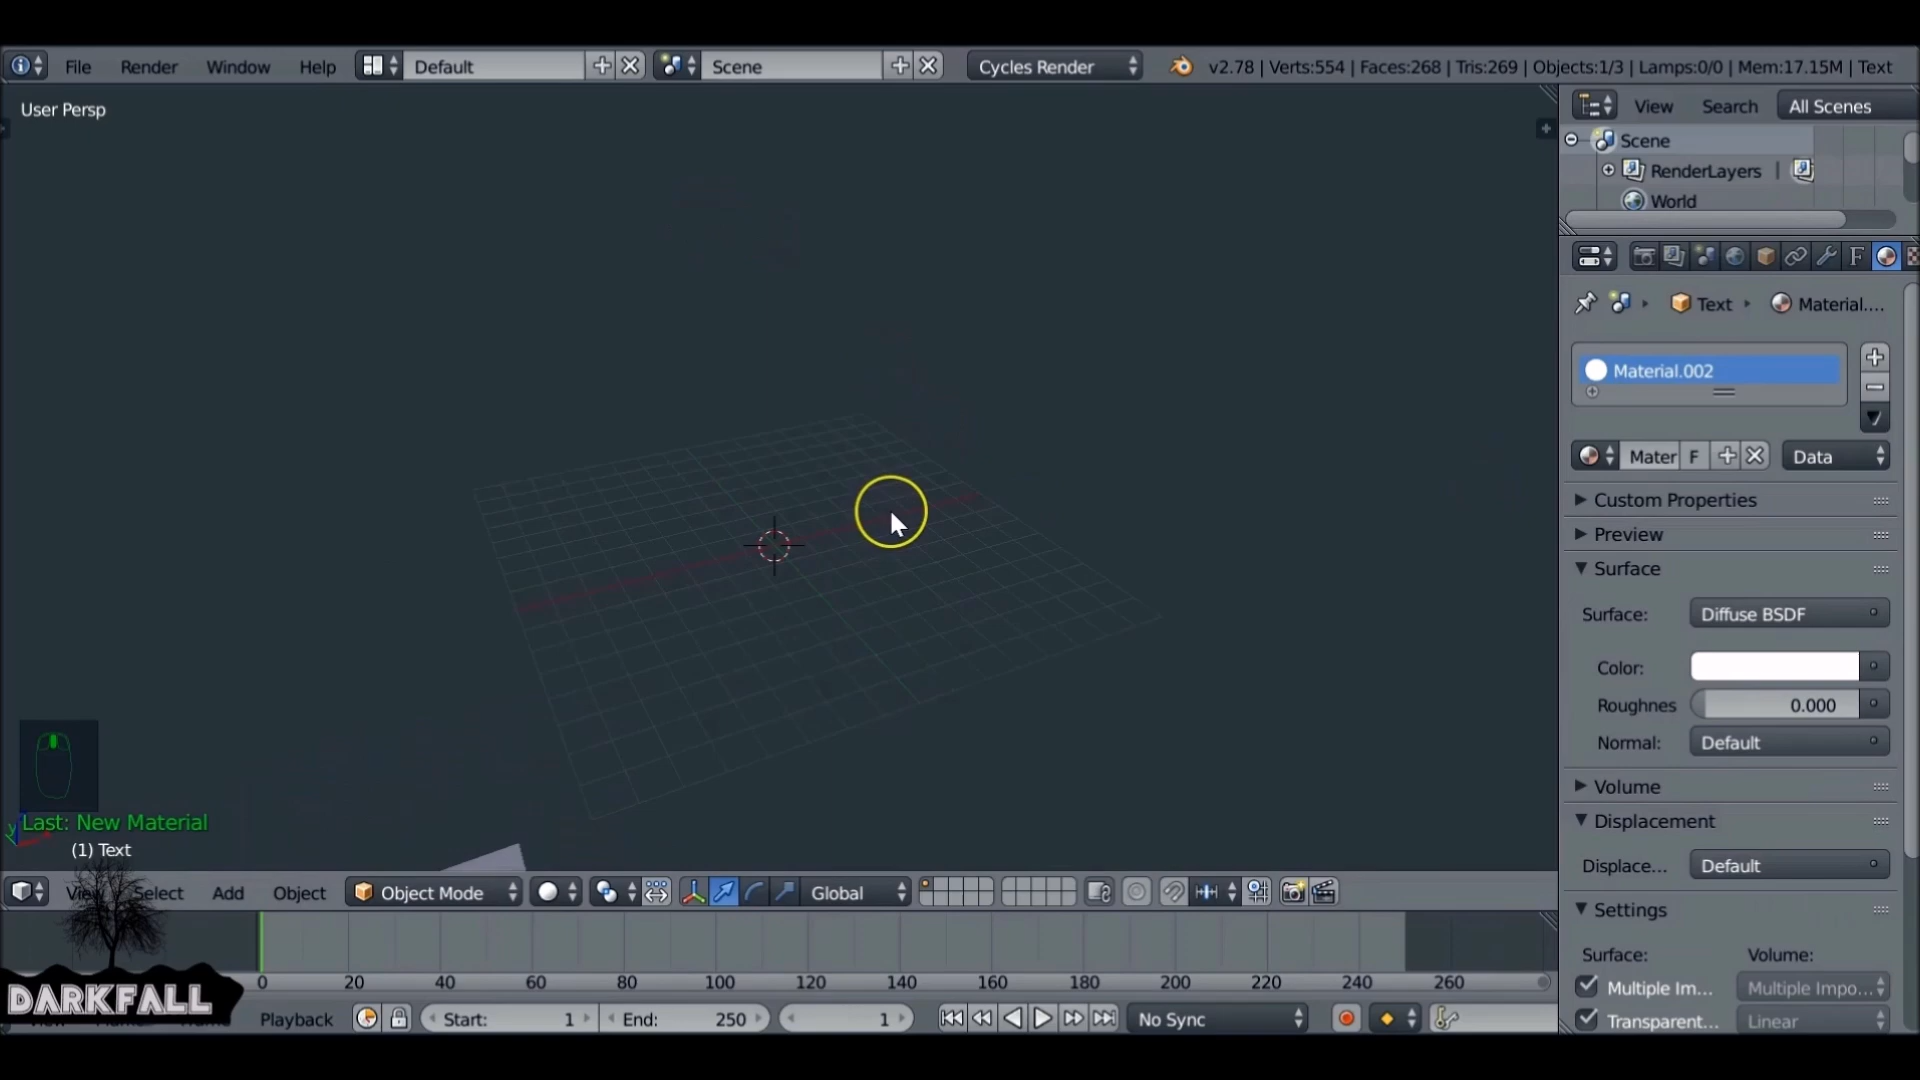 File Render Window Help Default Scene Cycles Render v2.78 | Verts:554 | Faces:268 | Tris:269 | Objects:1/3 | Lamps:0/0 | Mem:17.15M | Text
User Persp
View Search All Scenes
Scene
RenderLayers |
World
Text Material....
Material.002
Mater F Data
Custom Properties
Preview
Surface
Surface: Diffuse BSDF
Color:
Roughnes 0.000
Normal: Default
Volume
Displacement
Displace... Default
Settings
Surface: Volume:
Multiple Im... Multiple Impo...
Transparent... Linear
Last: New Material
(1) Text
View Select Add Object Object Mode Global
0 20 40 60 80 100 120 140 160 180 200 220 240 260
DARKFALL
Playback Start: 1 End: 250 1 No Sync